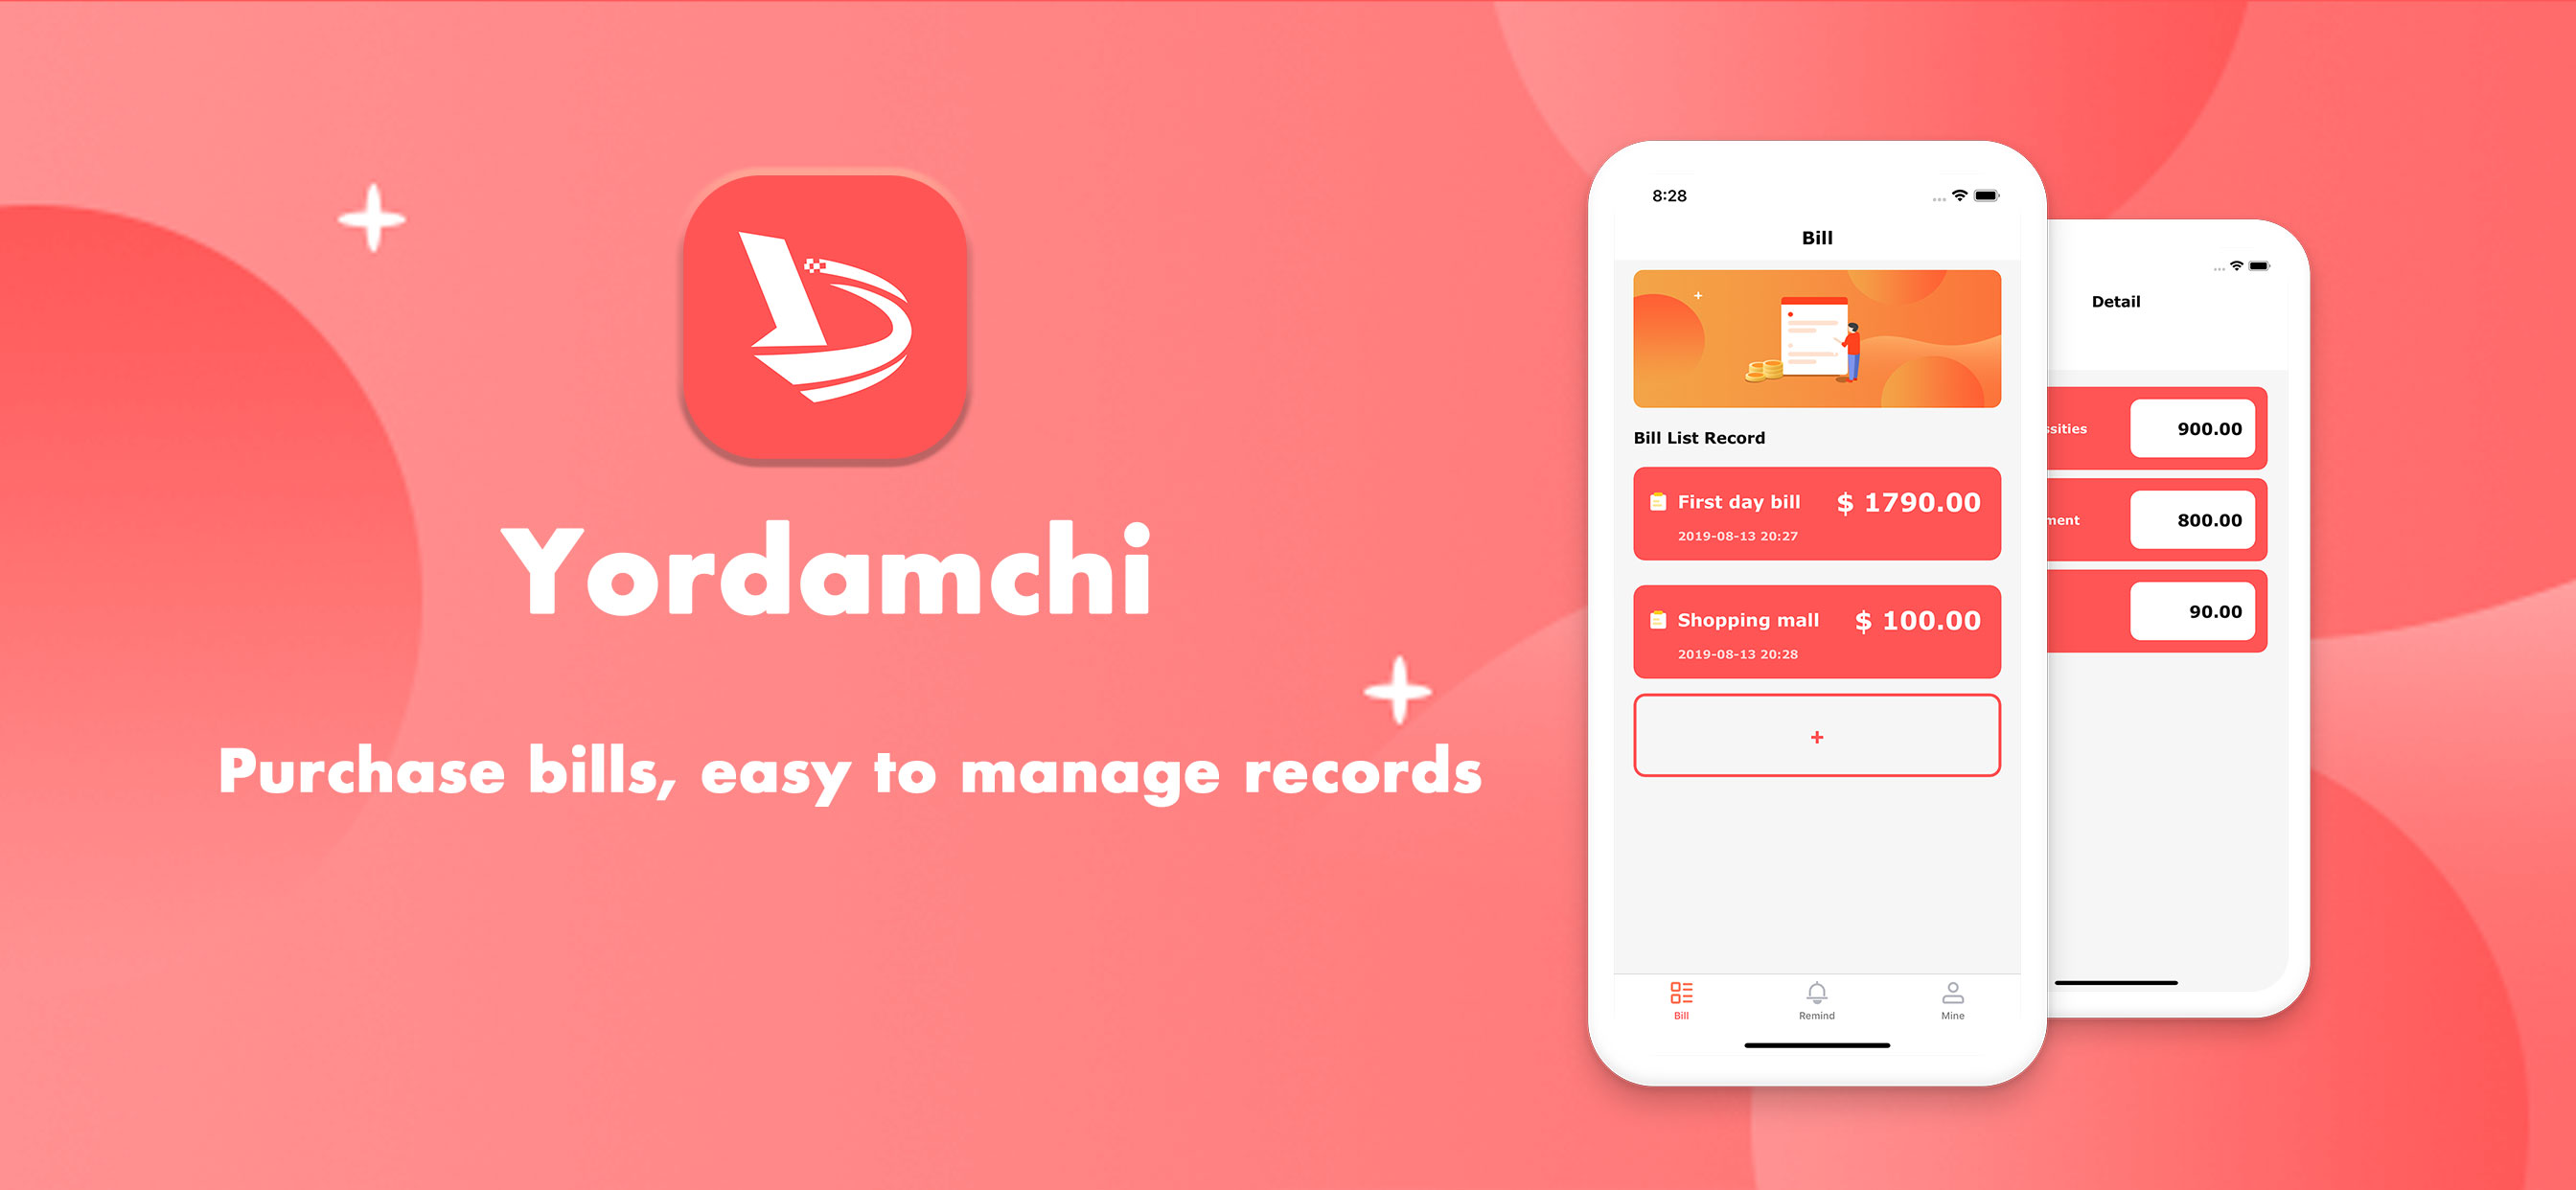 Yordamchi
Purchase bills, easy to manage records
8:28
Bill
Bill List Record
First day bill $ 1790.00
2019-08-13 20:27
Shopping mall $ 100.00
2019-08-13 20:28
+
Bill Remind Mine
Detail
ssities 900.00
ment 800.00
90.00